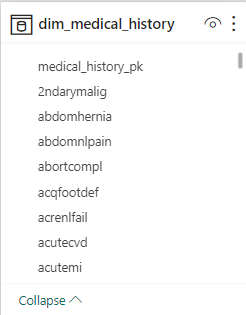 dim_medical_history
medical_history_pk
2ndarymalig
abdomhernia
abdomnlpain
abortcompl
acqfootdef
acrenlfail
acutecvd
acutemi
Collapse